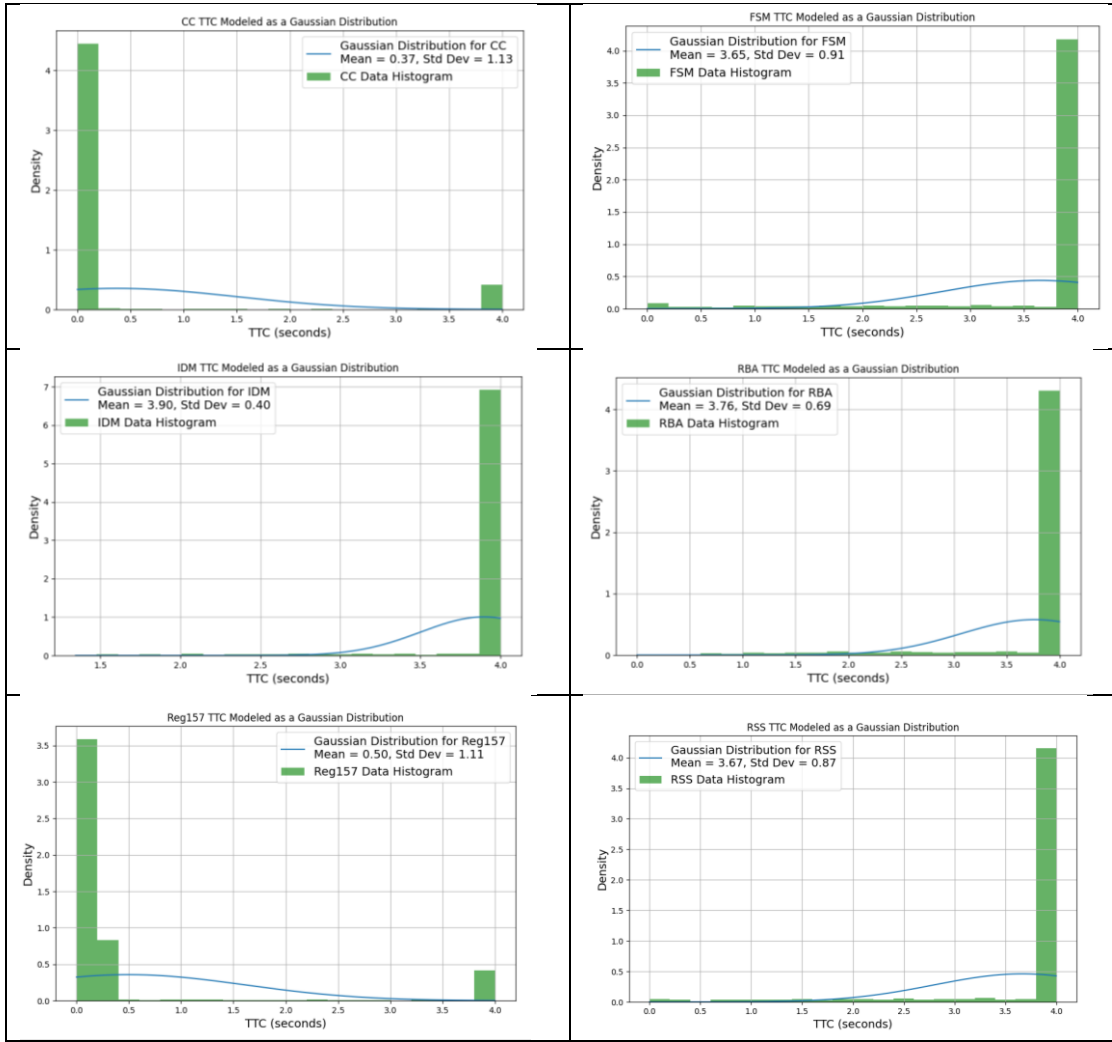 CC TTC Modeled as a Gaussian Distribution
Gaussian Distribution for CC
Mean = 0.37, Std Dev = 1.13
CC Data Histogram
Density
4
3
2
1
0
0.0 0.5 1.0 1.5 2.0 2.5 3.0 3.5 4.0
TTC (seconds)
FSM TTC Modeled as a Gaussian Distribution
Gaussian Distribution for FSM
Mean = 3.65, Std Dev = 0.91
FSM Data Histogram
Density
4.0
3.5
3.0
2.5
2.0
1.5
1.0
0.5
0.0
0.0 0.5 1.0 1.5 2.0 2.5 3.0 3.5 4.0
TTC (seconds)
IDM TTC Modeled as a Gaussian Distribution
Gaussian Distribution for IDM
Mean = 3.90, Std Dev = 0.40
IDM Data Histogram
Density
7
6
5
4
3
2
1
0
1.5 2.0 2.5 3.0 3.5 4.0
TTC (seconds)
RBA TTC Modeled as a Gaussian Distribution
Gaussian Distribution for RBA
Mean = 3.76, Std Dev = 0.69
RBA Data Histogram
Density
4
3
2
1
0
0.0 0.5 1.0 1.5 2.0 2.5 3.0 3.5 4.0
TTC (seconds)
Reg157 TTC Modeled as a Gaussian Distribution
Gaussian Distribution for Reg157
Mean = 0.50, Std Dev = 1.11
Reg157 Data Histogram
Density
3.5
3.0
2.5
2.0
1.5
1.0
0.5
0.0
0.0 0.5 1.0 1.5 2.0 2.5 3.0 3.5 4.0
TTC (seconds)
RSS TTC Modeled as a Gaussian Distribution
Gaussian Distribution for RSS
Mean = 3.67, Std Dev = 0.87
RSS Data Histogram
Density
4.0
3.5
3.0
2.5
2.0
1.5
1.0
0.5
0.0
0.0 0.5 1.0 1.5 2.0 2.5 3.0 3.5 4.0
TTC (seconds)